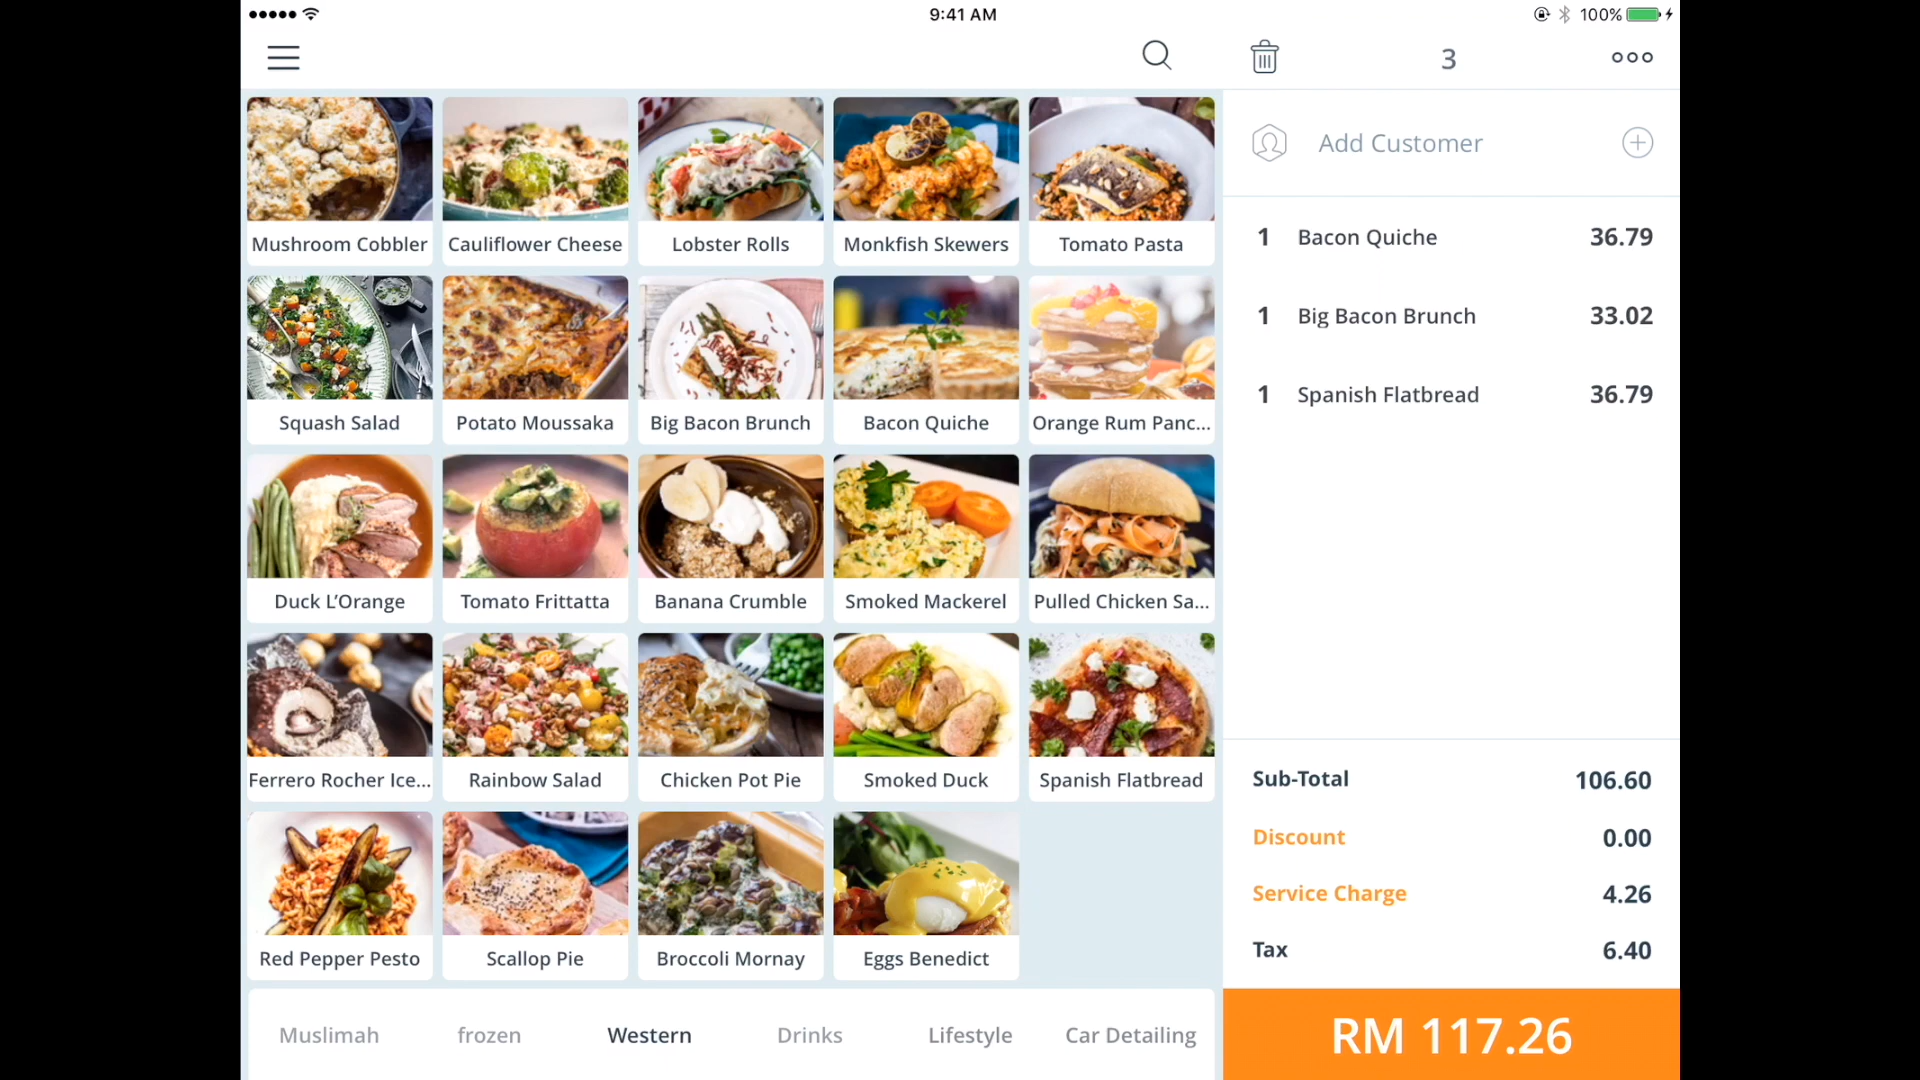 9:41 AM
100%
3
Add Customer
Mushroom Cobbler
Cauliflower Cheese
Lobster Rolls
Monkfish Skewers
Tomato Pasta
Squash Salad
Potato Moussaka
Big Bacon Brunch
Bacon Quiche
Orange Rum Panc...
Duck L’Orange
Tomato Frittatta
Banana Crumble
Smoked Mackerel
Pulled Chicken Sa...
Ferrero Rocher Ice...
Rainbow Salad
Chicken Pot Pie
Smoked Duck
Spanish Flatbread
Red Pepper Pesto
Scallop Pie
Broccoli Mornay
Eggs Benedict
Muslimah
frozen
Western
Drinks
Lifestyle
Car Detailing
1 Bacon Quiche 36.79
1 Big Bacon Brunch 33.02
1 Spanish Flatbread 36.79
Sub-Total 106.60
Discount 0.00
Service Charge 4.26
Tax 6.40
RM 117.26